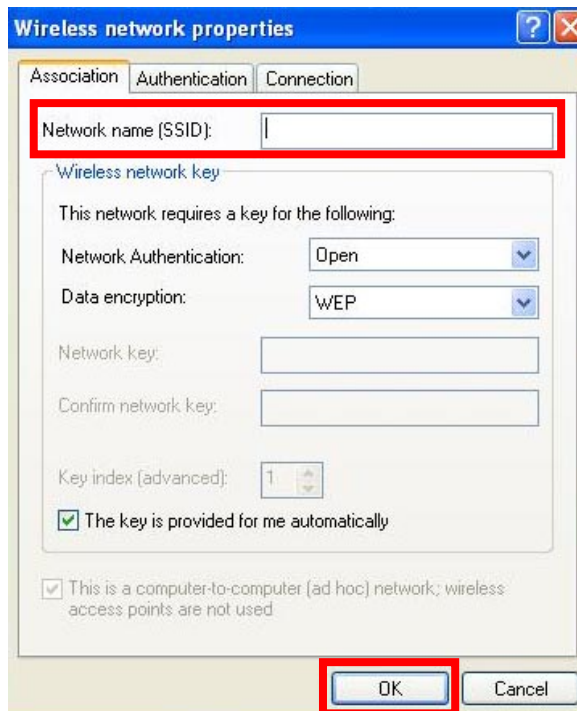 Wireless network properties
Association Authentication Connection
Network name (SSID):
Wireless network key
This network requires a key for the following:
Network Authentication: Open
Data encryption: WEP
Network key:
Confirm network key:
Key index (advanced): 1
The key is provided for me automatically
This is a computer-to-computer (ad hoc) network; wireless
access points are not used
OK Cancel